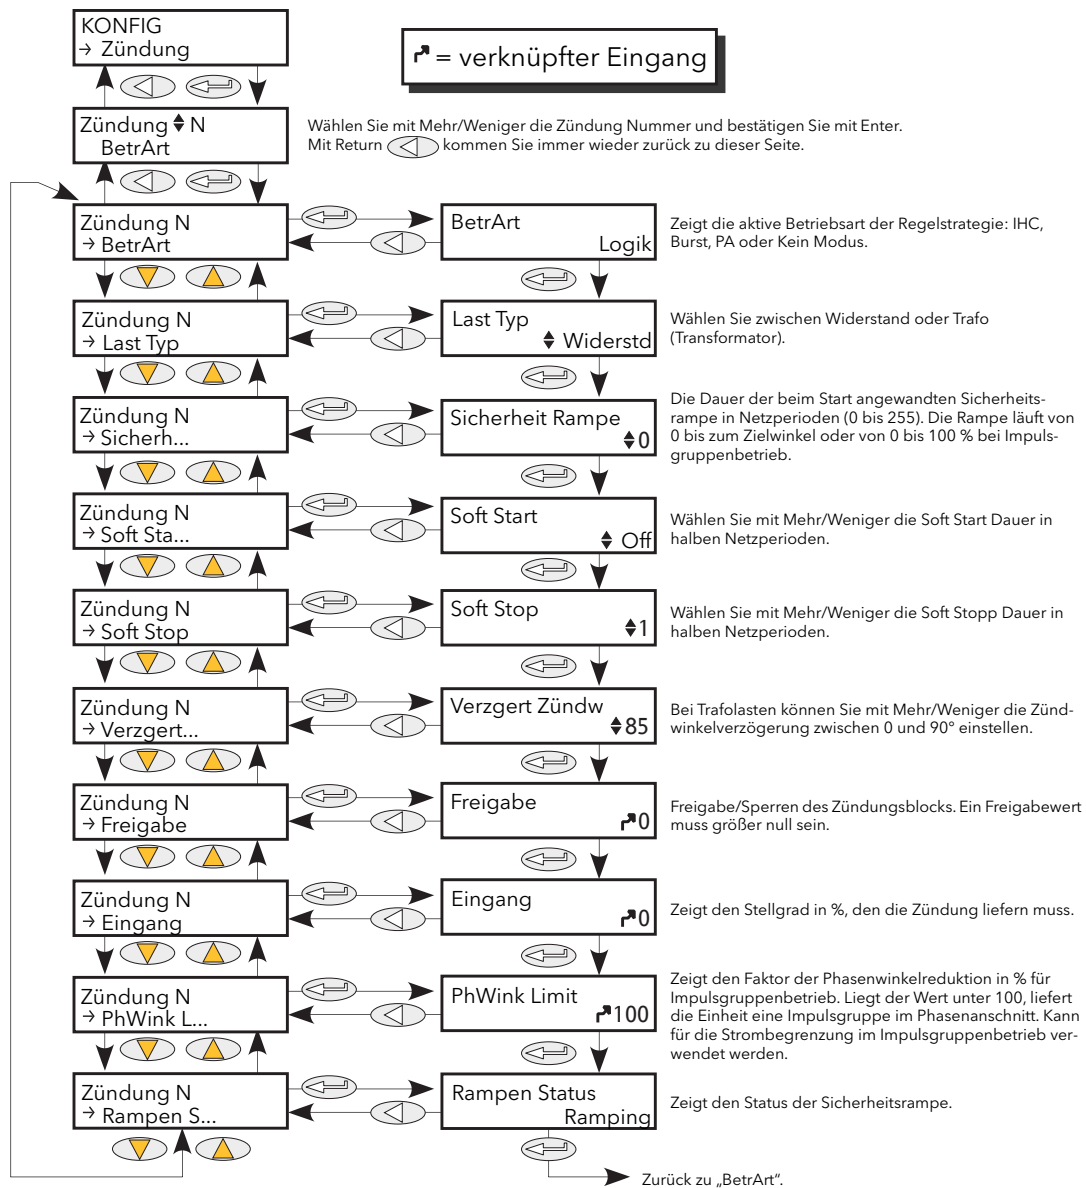 KONFIG
→ Zündung
= verknüpfter Eingang
Zündung N
BetrArt
Wählen Sie mit Mehr/Weniger die Zündung Nummer und bestätigen Sie mit Enter.
Mit Return kommen Sie immer wieder zurück zu dieser Seite.
Zündung N
→ BetrArt
BetrArt
Logik
Zeigt die aktive Betriebsart der Regelstrategie: IHC,
Burst, PA oder Kein Modus.
Zündung N
→ Last Typ
Last Typ
Widerstd
Wählen Sie zwischen Widerstand oder Trafo
(Transformator).
Zündung N
→ Sicherh...
Sicherheit Rampe
0
Die Dauer der beim Start angewandten Sicherheits-
rampe in Netzperioden (0 bis 255). Die Rampe läuft von
0 bis zum Zielwinkel oder von 0 bis 100 % bei Impuls-
gruppenbetrieb.
Zündung N
→ Soft Sta...
Soft Start
Off
Wählen Sie mit Mehr/Weniger die Soft Start Dauer in
halben Netzperioden.
Zündung N
→ Soft Stop
Soft Stop
1
Wählen Sie mit Mehr/Weniger die Soft Stopp Dauer in
halben Netzperioden.
Zündung N
→ Verzgert...
Verzgert Zündw
85
Bei Trafolasten können Sie mit Mehr/Weniger die Zünd-
winkelverzögerung zwischen 0 und 90° einstellen.
Zündung N
→ Freigabe
Freigabe
0
Freigabe/Sperren des Zündungsblocks. Ein Freigabewert
muss größer null sein.
Zündung N
→ Eingang
Eingang
0
Zeigt den Stellgrad in %, den die Zündung liefern muss.
Zündung N
→ PhWink L...
PhWink Limit
100
Zeigt den Faktor der Phasenwinkelreduktion in % für
Impulsgruppenbetrieb. Liegt der Wert unter 100, liefert
die Einheit eine Impulsgruppe im Phasenanschnitt. Kann
für die Strombegrenzung im Impulsgruppenbetrieb ver-
wendet werden.
Zündung N
→ Rampen S...
Rampen Status
Ramping
Zeigt den Status der Sicherheitsrampe.
Zurück zu „BetrArt“.